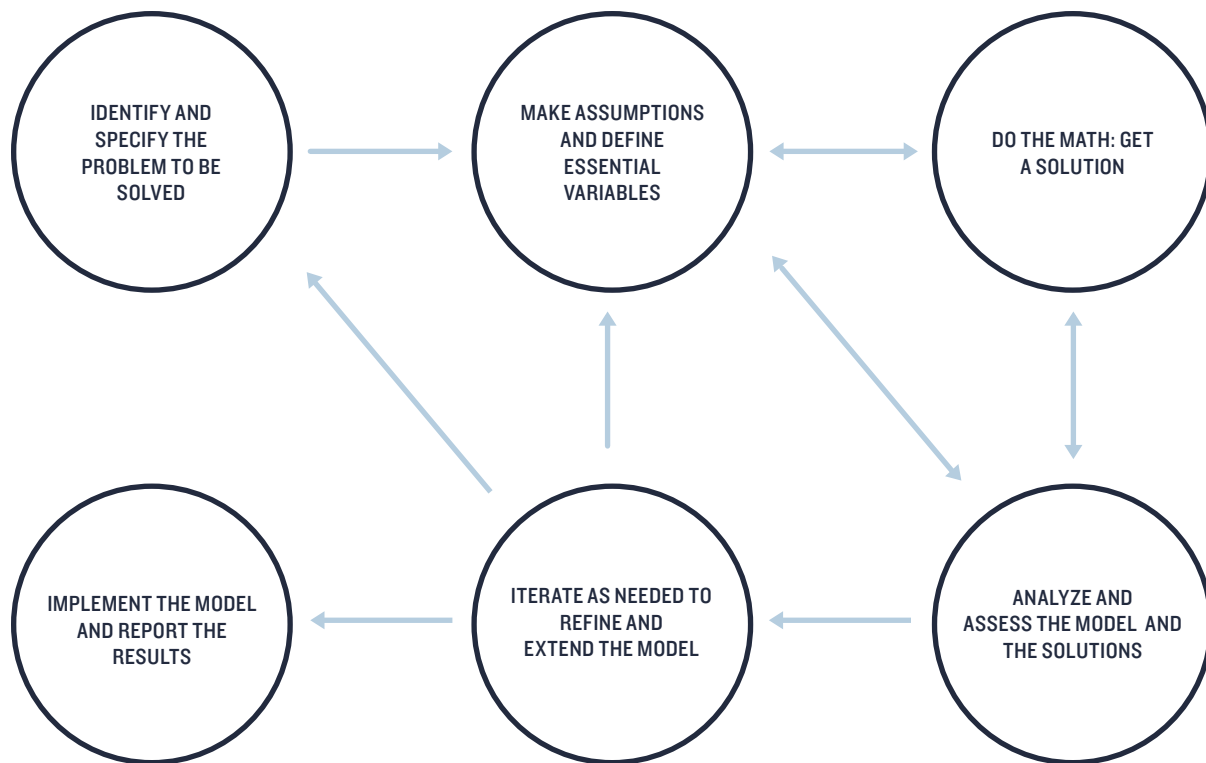 IDENTIFY AND
SPECIFY THE
PROBLEM TO BE
SOLVED
MAKE ASSUMPTIONS
AND DEFINE
ESSENTIAL
VARIABLES
DO THE MATH: GET
A SOLUTION
IMPLEMENT THE MODEL
AND REPORT THE
RESULTS
ITERATE AS NEEDED TO
REFINE AND
EXTEND THE MODEL
ANALYZE AND
ASSESS THE MODEL AND
THE SOLUTIONS